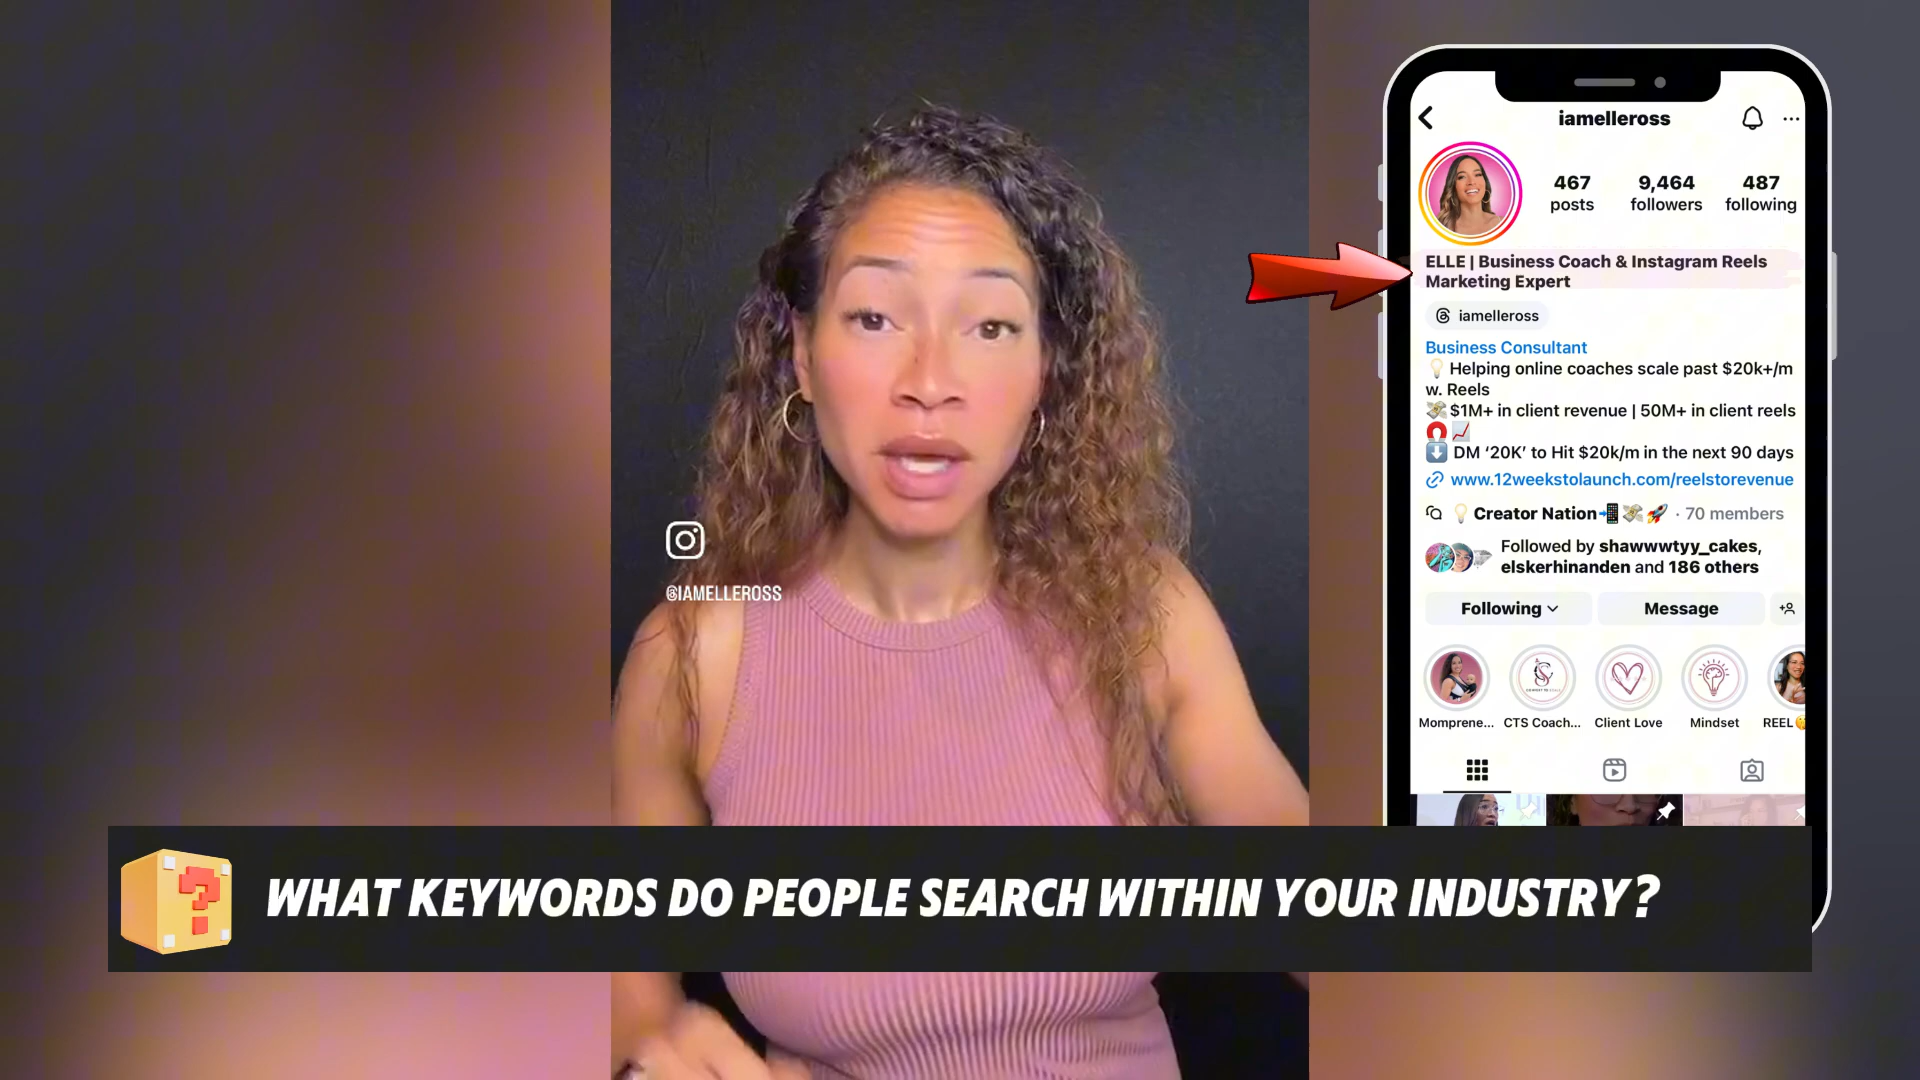 iamelleross
467
posts
9,464
followers
487
following
ELLE | Business Coach & Instagram Reels
Marketing Expert
iamelleross
Business Consultant
💡 Helping online coaches scale past $20k+/m
w. Reels
💸 $1M+ in client revenue | 50M+ in client reels
🧲 📈
⬇️ DM ‘20K’ to Hit $20k/m in the next 90 days
www.12weekstolaunch.com/reelstorevenue
💡 Creator Nation📲💸🚀 · 70 members
Followed by shawwwtyy_cakes,
elskerhinanden and 186 others
Following
Message
Momprene...
CTS Coach...
Client Love
Mindset
REEL
@IAMELLEROSS
WHAT KEYWORDS DO PEOPLE SEARCH WITHIN YOUR INDUSTRY?